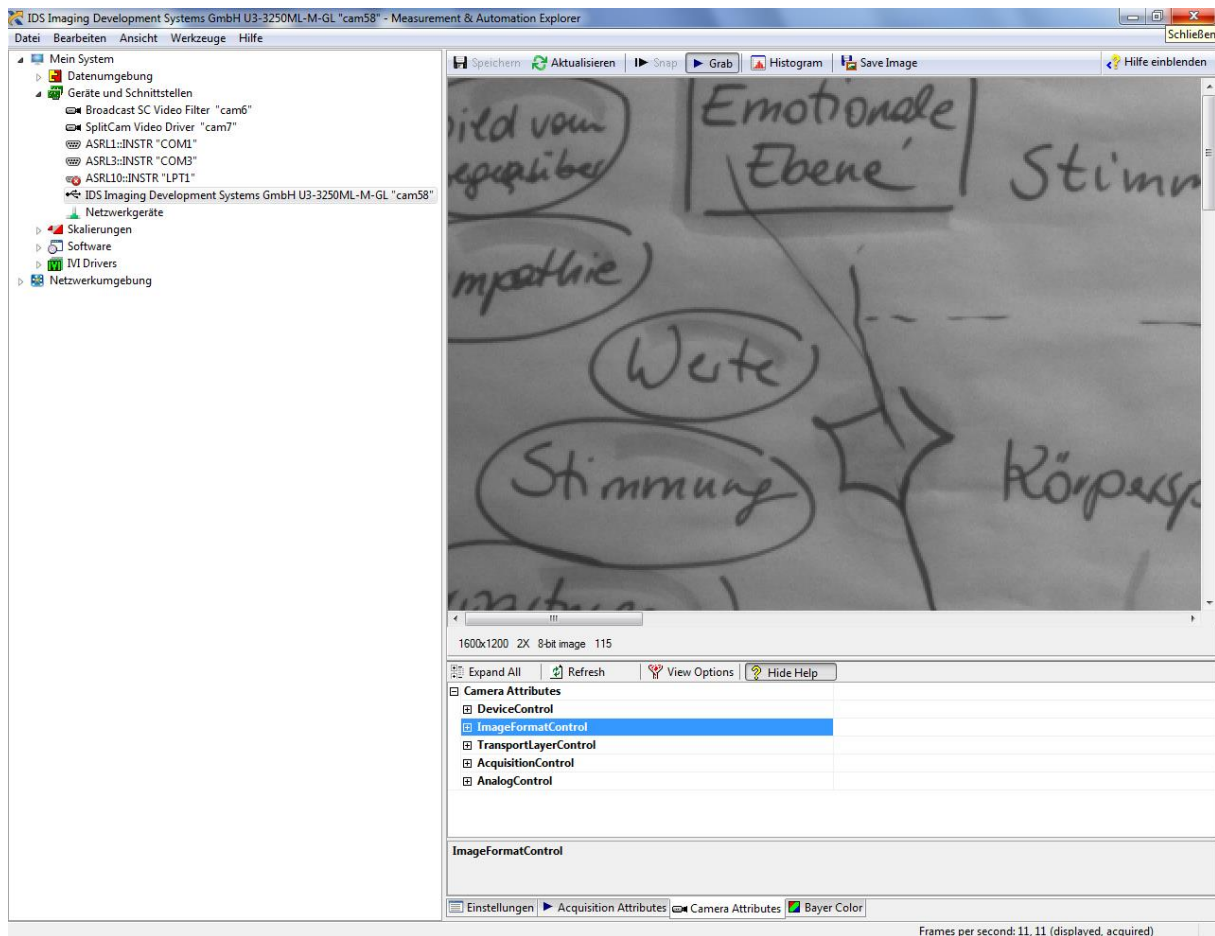 IDS Imaging Development Systems GmbH U3-3250ML-M-GL "cam58" - Measurement & Automation Explorer
Schließen
Datei Bearbeiten Ansicht Werkzeuge Hilfe
Mein System
Datenumgebung
Geräte und Schnittstellen
Broadcast SC Video Filter "cam6"
SplitCam Video Driver "cam7"
ASRL1::INSTR "COM1"
ASRL3::INSTR "COM3"
ASRL10::INSTR "LPT1"
IDS Imaging Development Systems GmbH U3-3250ML-M-GL "cam58"
Netzwerkgeräte
Skalierungen
Software
IVI Drivers
Netzwerkumgebung
Speichern Aktualisieren Snap Grab Histogram Save Image Hilfe einblenden
ild vom
Emotionale
Ebene
Stimm
mpathie
Werte
Stimmung
Körpersp
1600x1200 2X 8-bit image 115
Expand All Refresh View Options Hide Help
Camera Attributes
DeviceControl
ImageFormatControl
TransportLayerControl
AcquisitionControl
AnalogControl
ImageFormatControl
Einstellungen Acquisition Attributes Camera Attributes Bayer Color
Frames per second: 11, 11 (displayed, acquired)